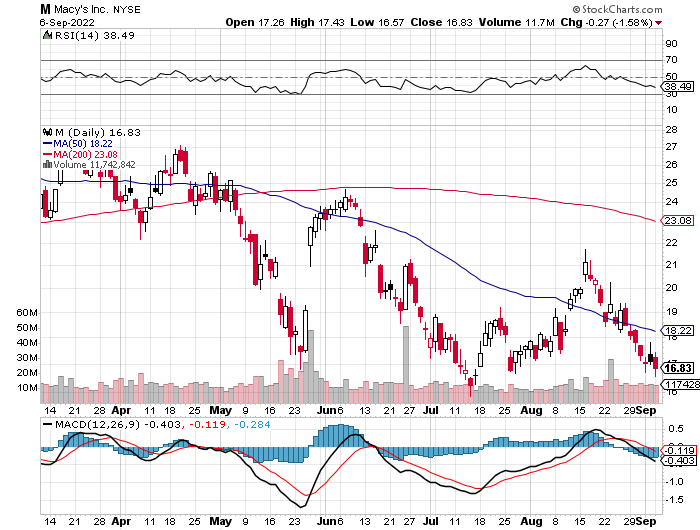 M Macy's Inc. NYSE
© StockCharts.com
6-Sep-2022
Open 17.26 High 17.43 Low 16.57 Close 16.83 Volume 11.7M Chg -0.27 (-1.58%)
RSI(14) 38.49
90
70
50
38.49
30
10
M (Daily) 16.83
MA(50) 18.22
MA(200) 23.08
Volume 11,742,842
28
27
26
25
24
23.08
22
21
20
19
18.22
18
17
16.83
117428
16
60M
50M
40M
30M
20M
10M
14 21 28 Apr 11 18 25 May 9 16 23 Jun 6 13 21 27 Jul 11 18 25 Aug 8 15 22 29 Sep
MACD(12,26,9) -0.403, -0.119, -0.284
0.5
0.0
-0.119
-0.403
-1.0
-1.5
14 21 28 Apr 11 18 25 May 9 16 23 Jun 6 13 21 27 Jul 11 18 25 Aug 8 15 22 29 Sep